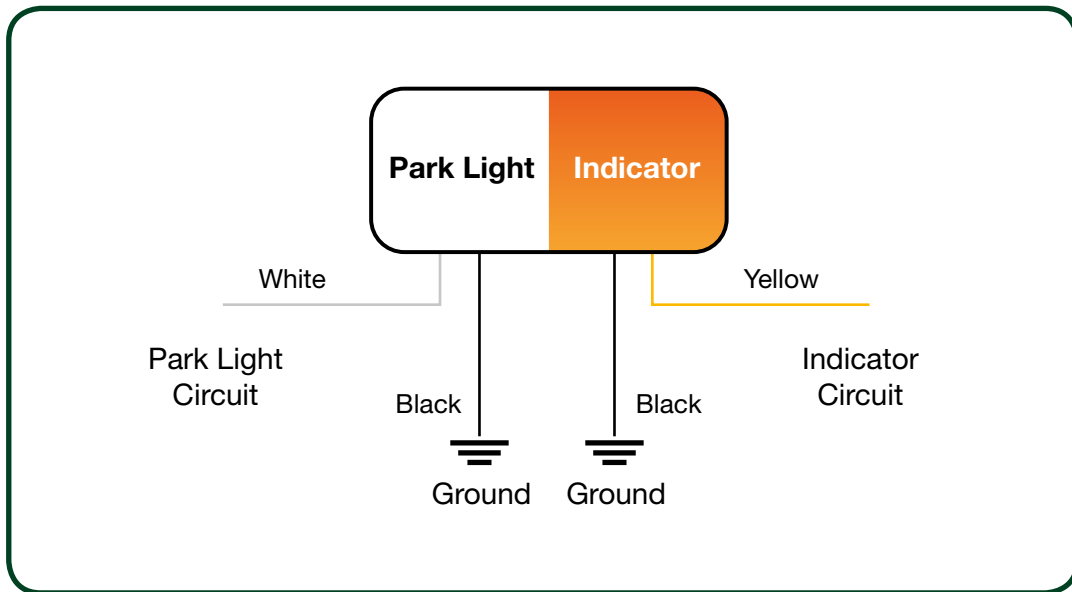 Park Light
Indicator
White
Yellow
Park Light
Circuit
Indicator
Circuit
Black
Black
Ground
Ground